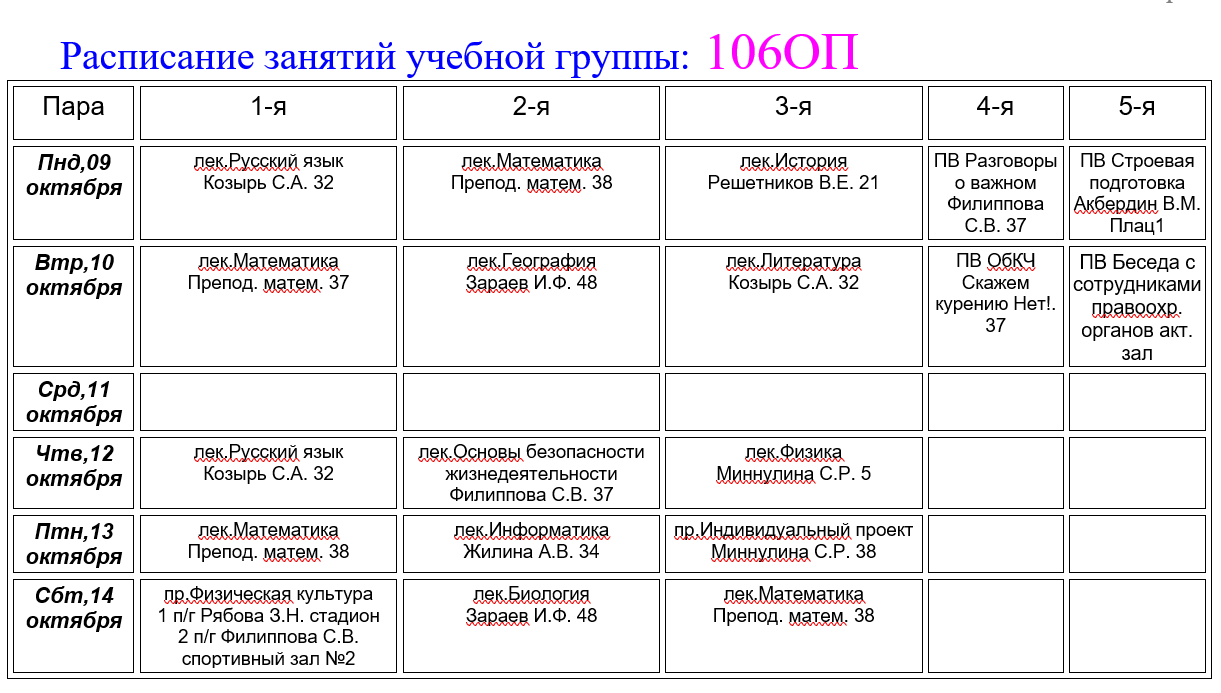 Расписание занятий учебной группы: 106ОП
Пара 1-я 2-я 3-я 4-я 5-я
Пнд,09
октября
лек.Русский язык
Козырь С.А. 32
лек.Математика
Препод. матем. 38
лек.История
Решетников В.Е. 21
ПВ Разговоры
о важном
Филиппова
С.В. 37
ПВ Строевая
подготовка
Акбердин В.М.
Плац1
Втр,10
октября
лек.Математика
Препод. матем. 37
лек.География
Зараев И.Ф. 48
лек.Литература
Козырь С.А. 32
ПВ ОбКЧ
Скажем
курению Нет!.
37
ПВ Беседа с
сотрудниками
правоохр.
органов акт.
зал
Срд,11
октября
Чтв,12
октября
лек.Русский язык
Козырь С.А. 32
лек.Основы безопасности
жизнедеятельности
Филиппова С.В. 37
лек.Физика
Миннулина С.Р. 5
Птн,13
октября
лек.Математика
Препод. матем. 38
лек.Информатика
Жилина А.В. 34
пр.Индивидуальный проект
Миннулина С.Р. 38
Сбт,14
октября
пр.Физическая культура
1 п/г Рябова З.Н. стадион
2 п/г Филиппова С.В.
спортивный зал №2
лек.Биология
Зараев И.Ф. 48
лек.Математика
Препод. матем. 38